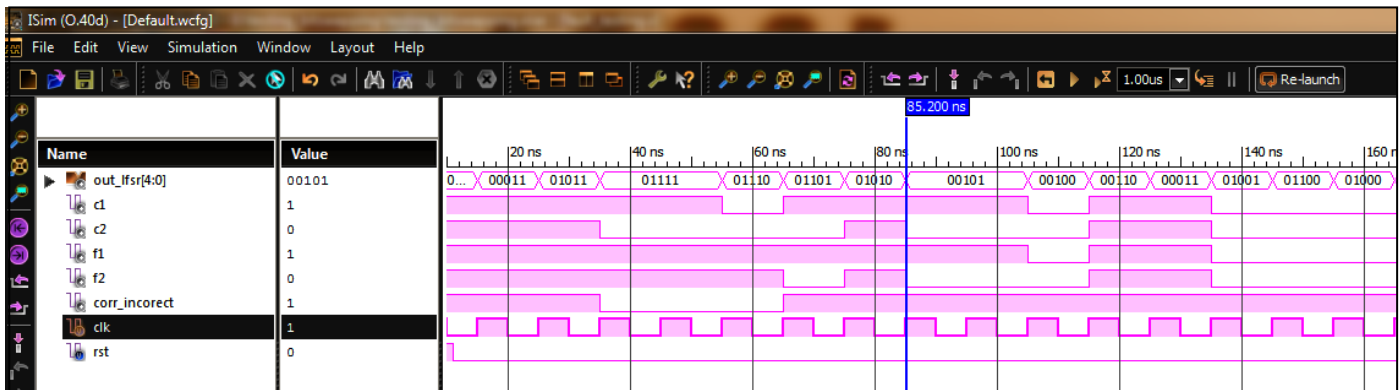 ISim (O.40d) - [Default.wcfg]
File Edit View Simulation Window Layout Help
1.00us Re-launch
85.200 ns
Name Value 20 ns 40 ns 60 ns 80 ns 100 ns 120 ns 140 ns 160 n
out_lfsr[4:0] 00101 0... 00011 01011 01111 01110 01101 01010 00101 00100 00110 00011 01001 01100 01000
c1 1
c2 0
f1 1
f2 0
corr_incorect 1
clk 1
rst 0